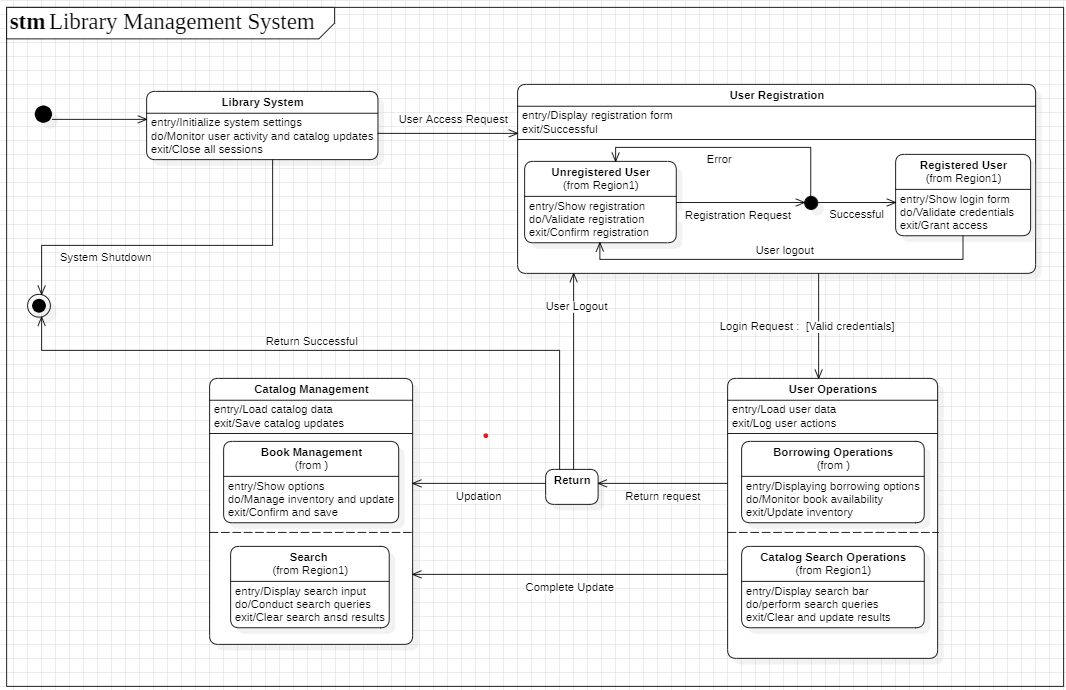 stm Library Management System
Library System
entry/Initialize system settings
do/Monitor user activity and catalog updates
exit/Close all sessions
User Access Request
User Registration
entry/Display registration form
exit/Successful
Unregistered User
(from Region1)
entry/Show registration
do/Validate registration
exit/Confirm registration
Error
Registration Request
Successful
Registered User
(from Region1)
entry/Show login form
do/Validate credentials
exit/Grant access
User logout
System Shutdown
User Logout
Login Request : [Valid credentials]
Return Successful
Catalog Management
entry/Load catalog data
exit/Save catalog updates
Book Management
(from )
entry/Show options
do/Manage inventory and update
exit/Confirm and save
Search
(from Region1)
entry/Display search input
do/Conduct search queries
exit/Clear search ansd results
Updation
Return
Return request
Complete Update
User Operations
entry/Load user data
exit/Log user actions
Borrowing Operations
(from )
entry/Displaying borrowing options
do/Monitor book availability
exit/Update inventory
Catalog Search Operations
(from Region1)
entry/Display search bar
do/perform search queries
exit/Clear and update results